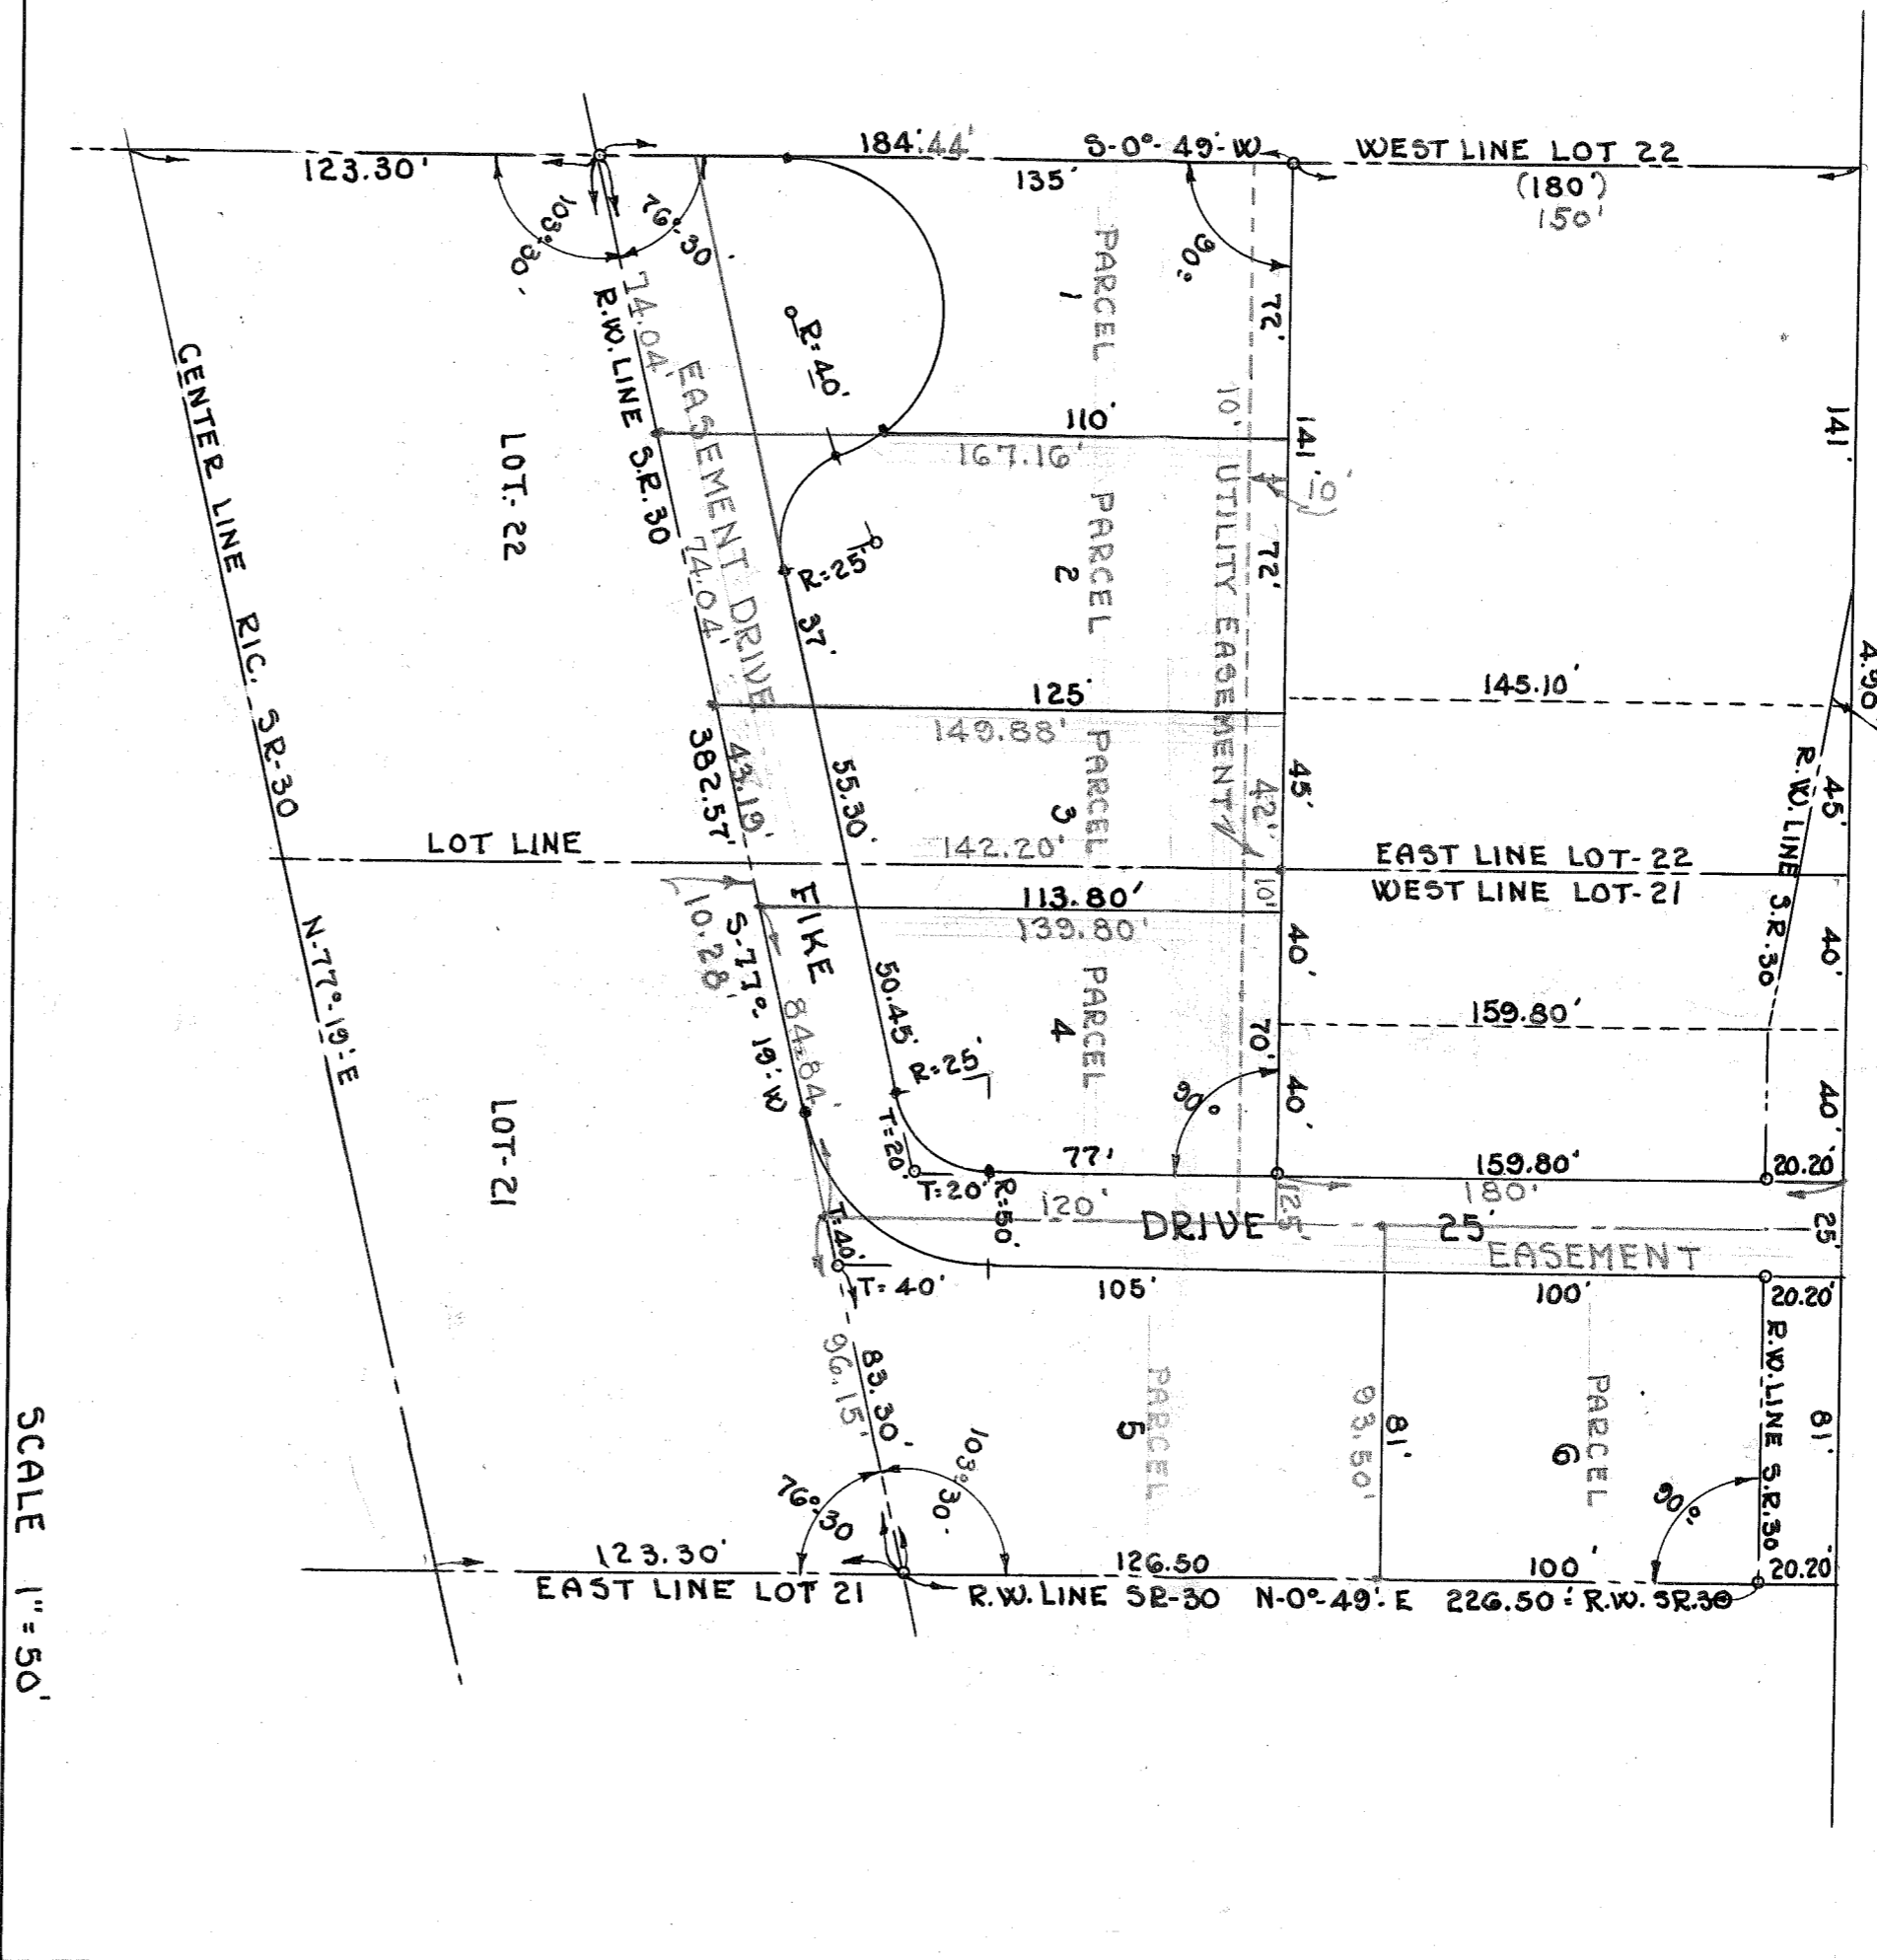 184.44'
S-0°-49'-W
WEST LINE LOT 22
123.30'
135'
(180')
150'
103°-30'
76°-30'
90°
PARCEL
1
72'
141'
74.04'
R.W. LINE S.R.30
R=40'
EASEMENT DRIVE
110'
167.16'
10'
UTILITY EASEMENT
141'
10'
CENTER LINE RIC. SR-30
LOT-22
74.04'
R=25'
37'
PARCEL
2
72'
145.10'
4.90'
R.W.LINE S.R.30
125'
149.88'
382.57'
43.19'
55.30'
PARCEL
3
42'
45'
45'
LOT LINE
142.20'
EAST LINE LOT-22
WEST LINE LOT-21
10'
113.80'
139.80'
10.28'
S-77°-19'-W
FIKE
N-77°-19'-E
84.84'
50.45'
PARCEL
4
40'
40'
70'
159.80'
R=25'
T=20'
90°
40'
40'
LOT-21
77'
159.80'
20.20'
T=20'
R=50'
120'
12.5'
180'
DRIVE
25'
25'
EASEMENT
T=40'
T=40'
105'
100'
20.20'
83.30'
96.15'
PARCEL
5
81'
93.50'
PARCEL
6
R.W.LINE S.R.30
81'
103°-30'
76°-30
90°
123.30'
126.50
100'
20.20'
EAST LINE LOT 21
R.W.LINE SR-30 N-0°-49'-E 226.50' R.W. SR.30
SCALE 1"=50'